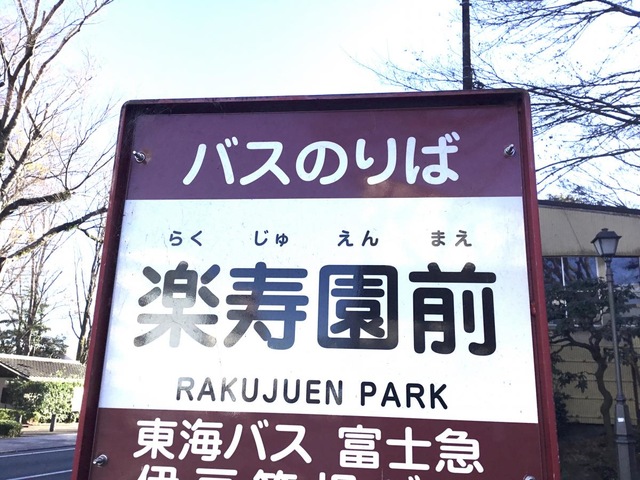 バスのりば
らく じゅ えん まえ
楽寿園前
RAKUJUEN PARK
東海バス 富士急